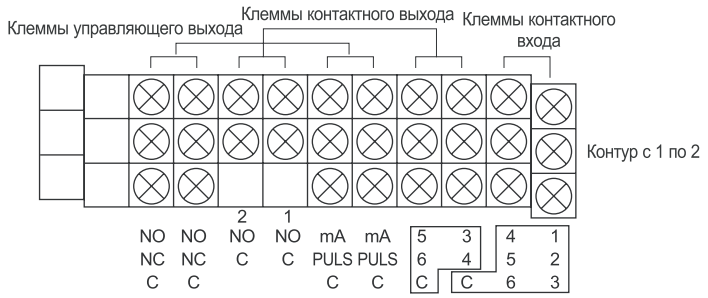 Клеммы управляющего выхода
Клеммы контактного выхода
Клеммы контактного
входа
Контур с 1 по 2
2 1
NO NO NO NO mA mA 5 3 4 1
NC NC C C PULS PULS 6 4 5 2
C C C C C C 6 3